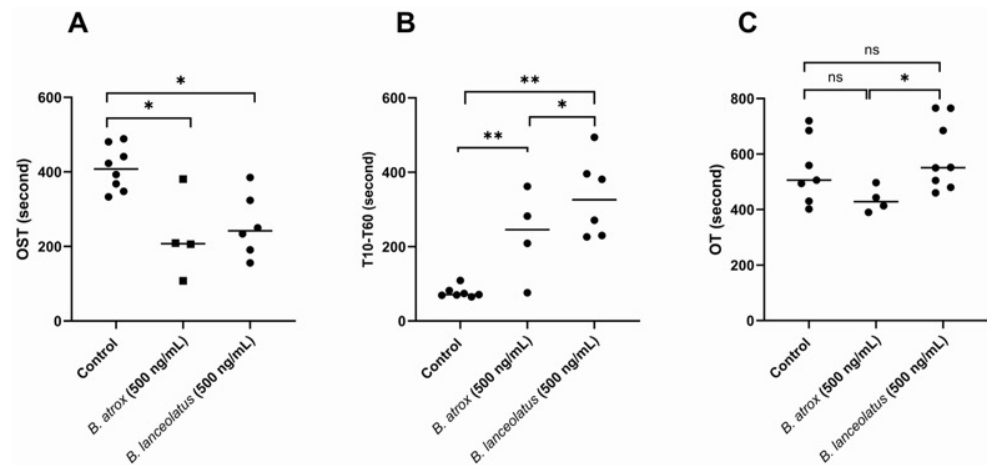 A
OST (second)
600
400
200
0
*
*
Control
B. atrox (500 ng/mL)
B. lanceolatus (500 ng/mL)
B
T10-T60 (second)
600
400
200
0
**
*
**
Control
B. atrox (500 ng/mL)
B. lanceolatus (500 ng/mL)
C
OT (second)
800
600
400
200
0
ns
ns
*
Control
B. atrox (500 ng/mL)
B. lanceolatus (500 ng/mL)